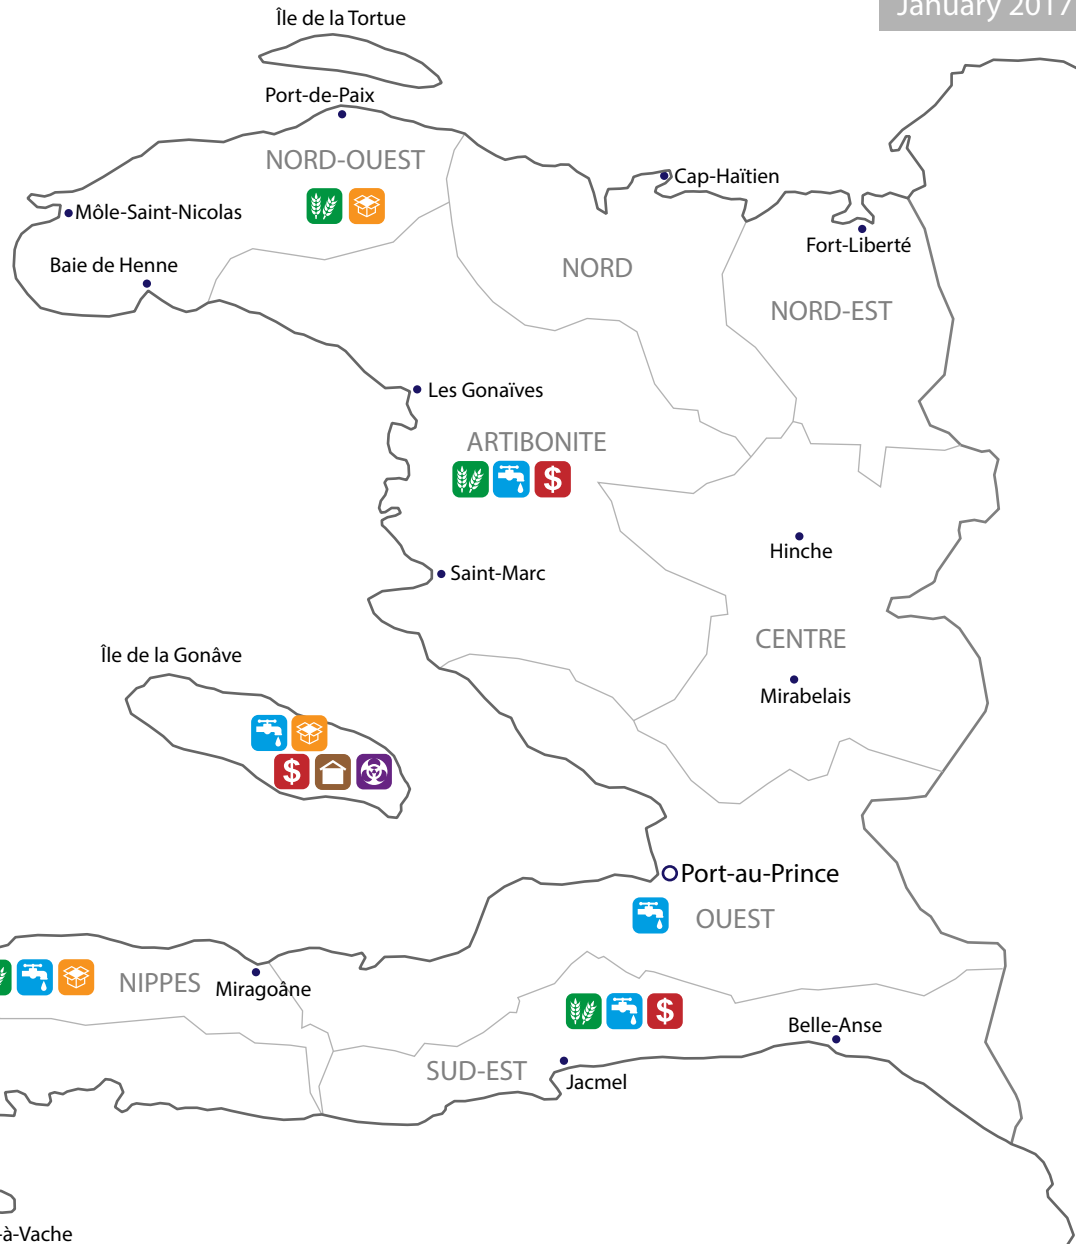 January 2017
Île de la Tortue
Port-de-Paix
NORD-OUEST
Cap-Haïtien
Môle-Saint-Nicolas
Fort-Liberté
Baie de Henne
NORD
NORD-EST
Les Gonaïves
ARTIBONITE
$
Hinche
Saint-Marc
CENTRE
Île de la Gonâve
Mirabelais
$
Port-au-Prince
OUEST
NIPPES
Miragoâne
$
Belle-Anse
SUD-EST
Jacmel
-à-Vache